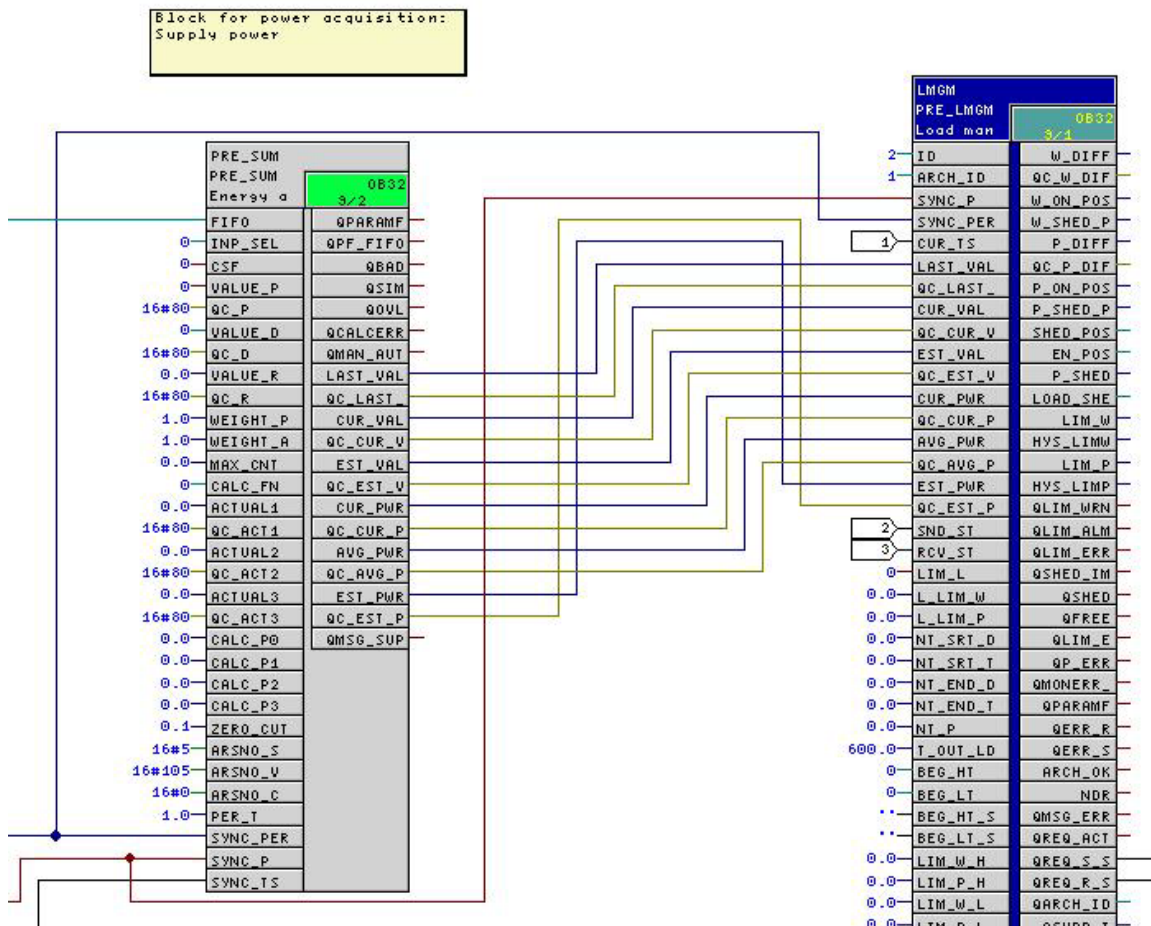 Block for power acquisition:
Supply power
PRE_SUM
PRE_SUM
Energy a
OB32
9/2
FIFO QPARAMF
0 INP_SEL QPF_FIFO
0 CSF QBAD
0 VALUE_P QSIM
16#80 QC_P QOVL
0 VALUE_D QCALCERR
16#80 QC_D QMAN_AUT
0.0 VALUE_R LAST_VAL
16#80 QC_R QC_LAST_
1.0 WEIGHT_P CUR_VAL
1.0 WEIGHT_A QC_CUR_V
0.0 MAX_CNT EST_VAL
0 CALC_FN QC_EST_V
0.0 ACTUAL1 CUR_PWR
16#80 QC_ACT1 QC_CUR_P
0.0 ACTUAL2 AVG_PWR
16#80 QC_ACT2 QC_AVG_P
0.0 ACTUAL3 EST_PWR
16#80 QC_ACT3 QC_EST_P
0.0 CALC_P0 QMSG_SUP
0.0 CALC_P1
0.0 CALC_P2
0.0 CALC_P3
0.1 ZERO_CUT
16#5 ARSNO_S
16#105 ARSNO_V
16#0 ARSNO_C
1.0 PER_T
SYNC_PER
SYNC_P
SYNC_TS
LMGM
PRE_LMGM
Load man
OB32
9/1
2 ID W_DIFF
1 ARCH_ID QC_W_DIF
SYNC_P W_ON_POS
SYNC_PER W_SHED_P
1 CUR_TS P_DIFF
LAST_VAL QC_P_DIF
QC_LAST_ P_ON_POS
CUR_VAL P_SHED_P
QC_CUR_V SHED_POS
EST_VAL EN_POS
QC_EST_V P_SHED
CUR_PWR LOAD_SHE
QC_CUR_P LIM_W
AVG_PWR HYS_LIMW
QC_AVG_P LIM_P
EST_PWR HYS_LIMP
QC_EST_P QLIM_WRN
2 SND_ST QLIM_ALM
3 RCV_ST QLIM_ERR
0 LIM_L QSHED_IM
0.0 L_LIM_W QSHED
0.0 L_LIM_P QFREE
0.0 NT_SRT_D QLIM_E
0.0 NT_SRT_T QP_ERR
0.0 NT_END_D QMONERR_
0.0 NT_END_T QPARAMF
0.0 NT_P QERR_R
600.0 T_OUT_LD QERR_S
0 BEG_HT ARCH_OK
0 BEG_LT NDR
'' BEG_HT_S QMSG_ERR
'' BEG_LT_S QREQ_ACT
0.0 LIM_W_H QREQ_S_S
0.0 LIM_P_H QREQ_R_S
0.0 LIM_W_L QARCH_ID
0.0